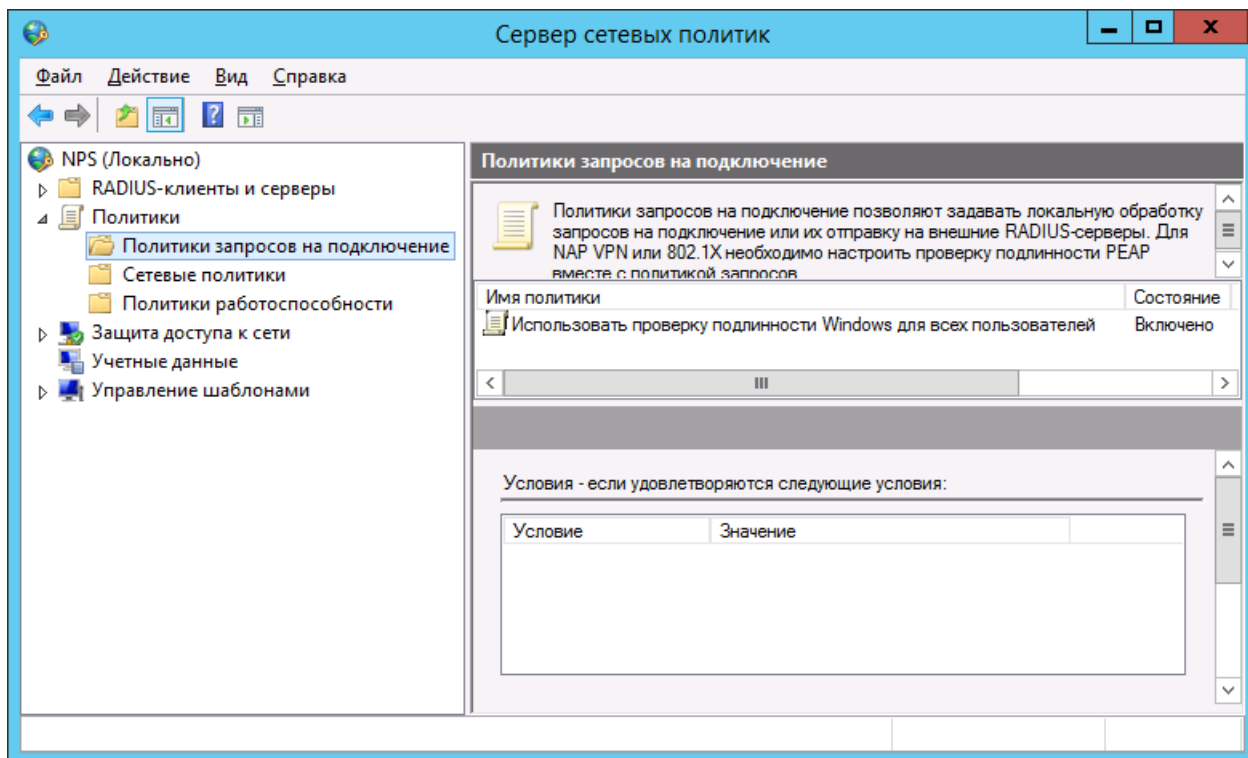 Сервер сетевых политик
Файл Действие Вид Справка
NPS (Локально)
RADIUS-клиенты и серверы
Политики
Политики запросов на подключение
Сетевые политики
Политики работоспособности
Защита доступа к сети
Учетные данные
Управление шаблонами
Политики запросов на подключение
Политики запросов на подключение позволяют задавать локальную обработку
запросов на подключение или их отправку на внешние RADIUS-серверы. Для
NAP VPN или 802.1X необходимо настроить проверку подлинности PEAP
вместе с политикой запросов
Имя политики Состояние
Использовать проверку подлинности Windows для всех пользователей Включено
Условия - если удовлетворяются следующие условия:
Условие Значение